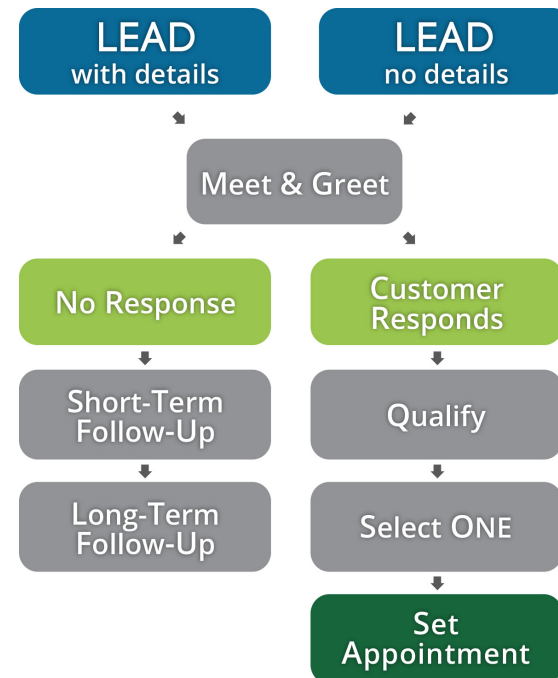 LEAD
with details
LEAD
no details
Meet & Greet
No Response
Customer
Responds
Short-Term
Follow-Up
Qualify
Long-Term
Follow-Up
Select ONE
Set
Appointment